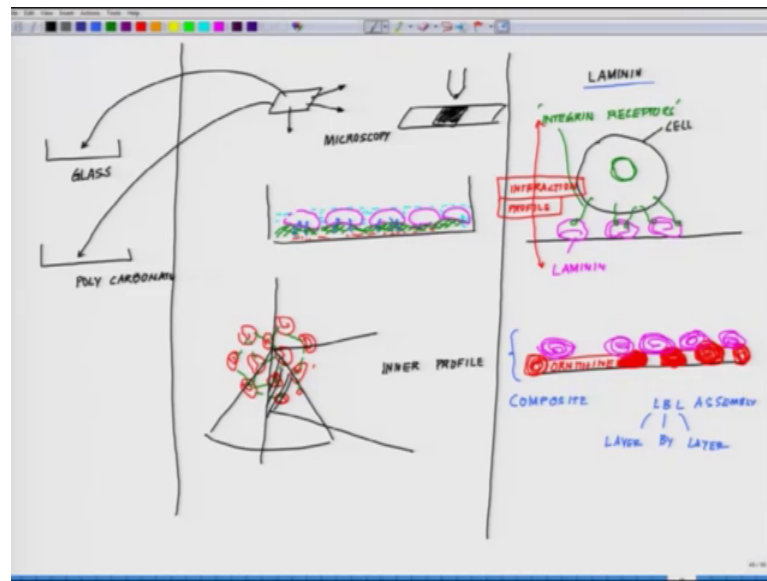 GLASS
POLY CARBONATE
MICROSCOPY
INNER PROFILE
LAMININ
'INTEGRIN RECEPTORS'
CELL
INTERACTION
PROFILE
LAMININ
ORNITHINE
COMPOSITE
LBL ASSEMBLY
LAYER BY LAYER